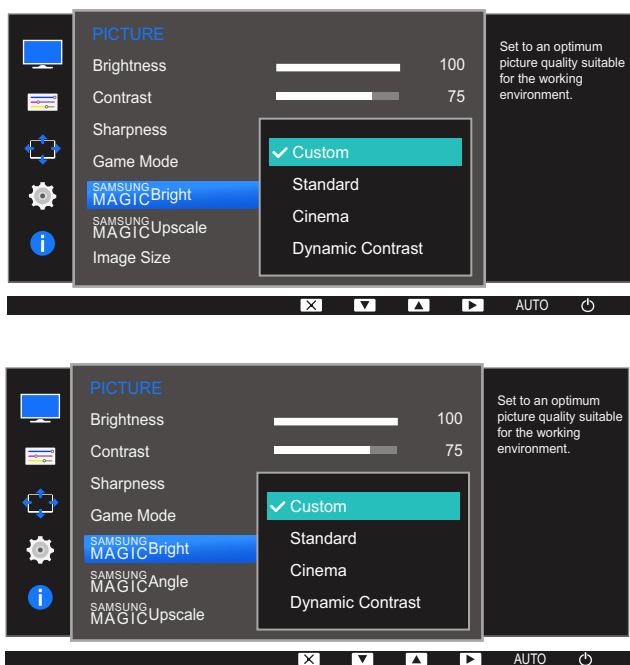 PICTURE
Brightness 100
Contrast 75
Sharpness
Game Mode
SAMSUNG
MAGIC Bright
SAMSUNG
MAGIC Upscale
Image Size
Custom
Standard
Cinema
Dynamic Contrast
Set to an optimum
picture quality suitable
for the working
environment.
AUTO
PICTURE
Brightness 100
Contrast 75
Sharpness
Game Mode
SAMSUNG
MAGIC Bright
SAMSUNG
MAGIC Angle
SAMSUNG
MAGIC Upscale
Custom
Standard
Cinema
Dynamic Contrast
Set to an optimum
picture quality suitable
for the working
environment.
AUTO